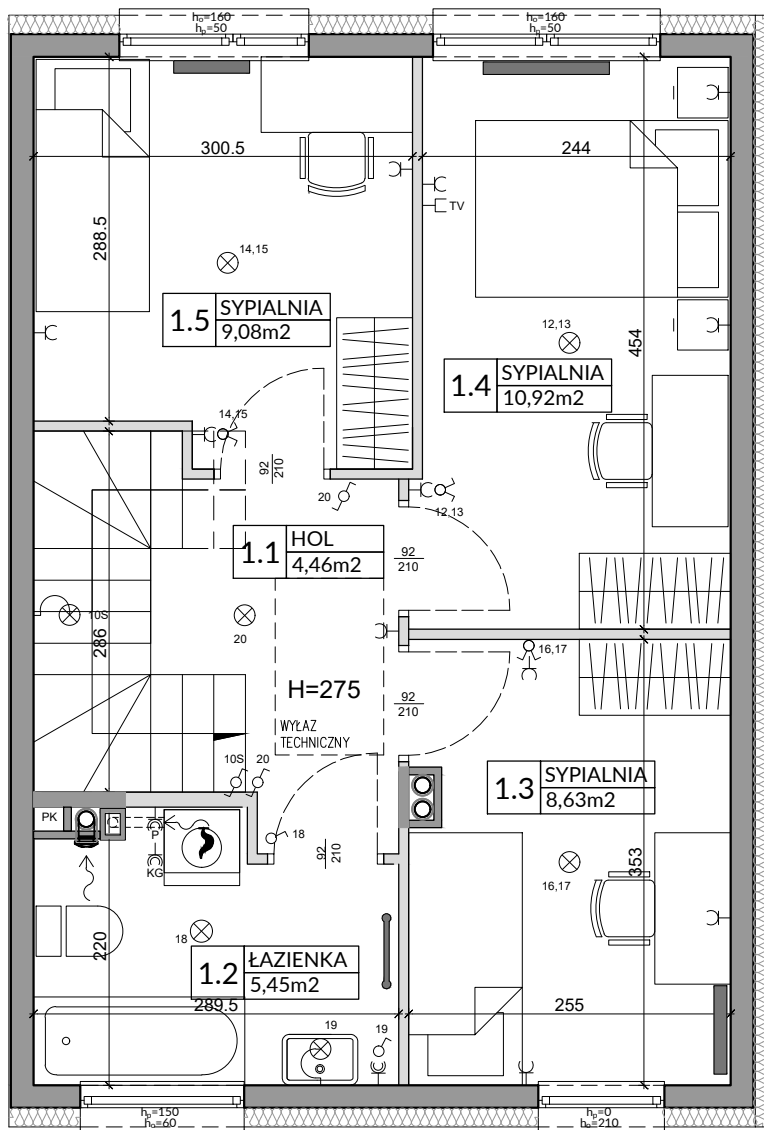 hₒ=160
hₚ=50
hₒ=160
hₚ=50
300.5
244
TV
288.5
14,15
1.5
SYPIALNIA
9,08m2
12,13
454
1.4
SYPIALNIA
10,92m2
14,15
92
210
20
12,13
1.1
HOL
4,46m2
92
210
10S
20
286
16,17
H=275
92
210
WYŁAZ
TECHNICZNY
10S
20
1.3
SYPIALNIA
8,63m2
PK
P
18
92
210
KG
353
16,17
18
220
1.2
ŁAZIENKA
5,45m2
289.5
255
19
19
hₚ=150
hₒ=60
hₚ=0
hₒ=210